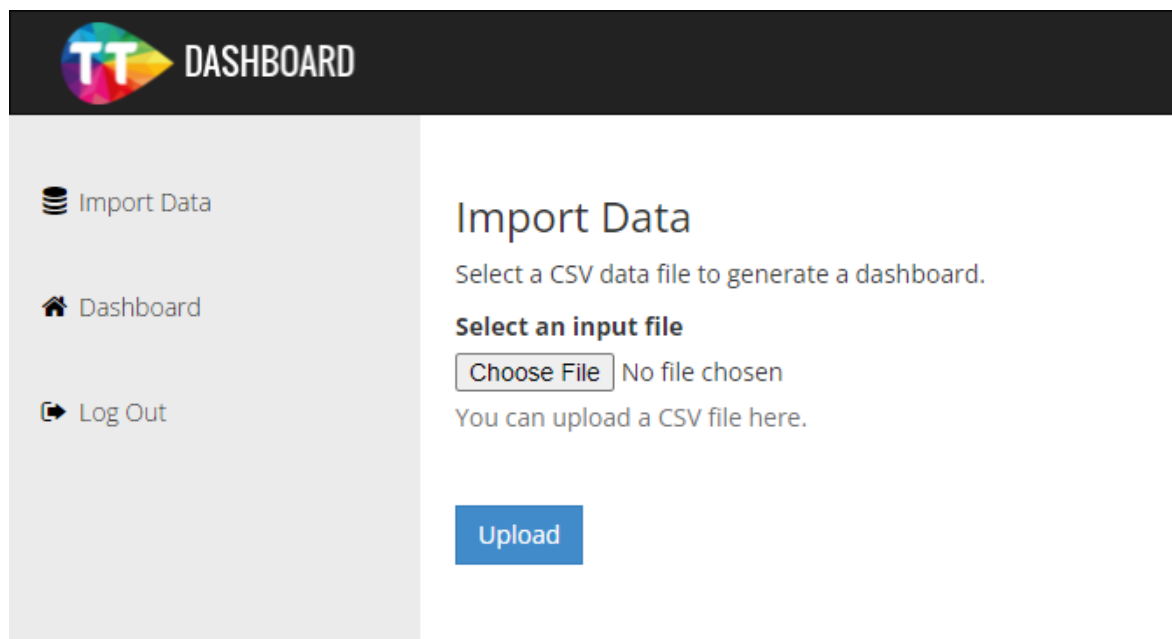 TT DASHBOARD
Import Data
Dashboard
Log Out
Import Data
Select a CSV data file to generate a dashboard.
Select an input file
Choose File No file chosen
You can upload a CSV file here.
Upload